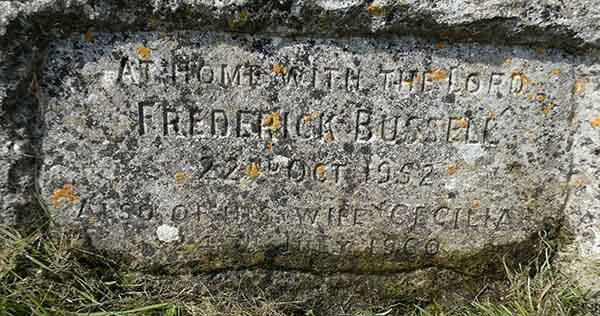 AT HOME WITH THE LORD
FREDERICK BUSSELL
22ND OCT 1952
ALSO OF HIS WIFE CECILIA
JULY 1960